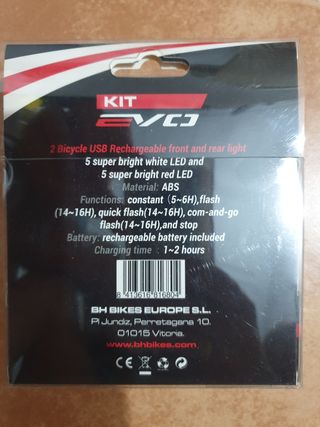 KIT
EVO
2 Bicycle USB Rechargeable front and rear light
5 super bright white LED and
5 super bright red LED
Material: ABS
Functions: constant (5~6H),flash
(14~16H), quick flash(14~16H), com-and-go
flash(14~16H),and stop
Battery: rechargeable battery included
Charging time : 1~2 hours
BH BIKES EUROPE S.L.
Pl Jundiz, Perretagana 10.
01015 Vitoria.
www.bhbikes.com
CE